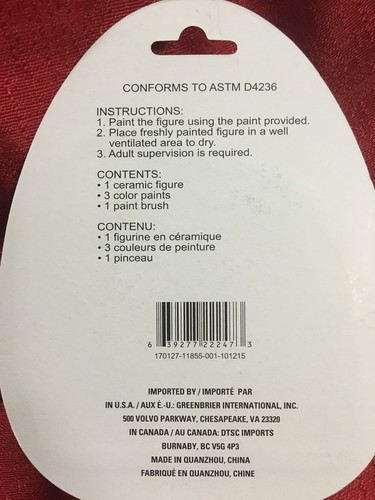 CONFORMS TO ASTM D4236
INSTRUCTIONS:
1. Paint the figure using the paint provided.
2. Place freshly painted figure in a well
ventilated area to dry.
3. Adult supervision is required.
CONTENTS:
• 1 ceramic figure
• 3 color paints
• 1 paint brush
CONTENU:
• 1 figurine en céramique
• 3 couleurs de peinture
• 1 pinceau
6 39277 22247 3
170127-11855-001-101215
IMPORTED BY / IMPORTÉ PAR
IN U.S.A. / AUX É.-U.: GREENBRIER INTERNATIONAL, INC.
500 VOLVO PARKWAY, CHESAPEAKE, VA 23320
IN CANADA / AU CANADA: DTSC IMPORTS
BURNABY, BC V5G 4P3
MADE IN QUANZHOU, CHINA
FABRIQUÉ EN QUANZHOU, CHINE